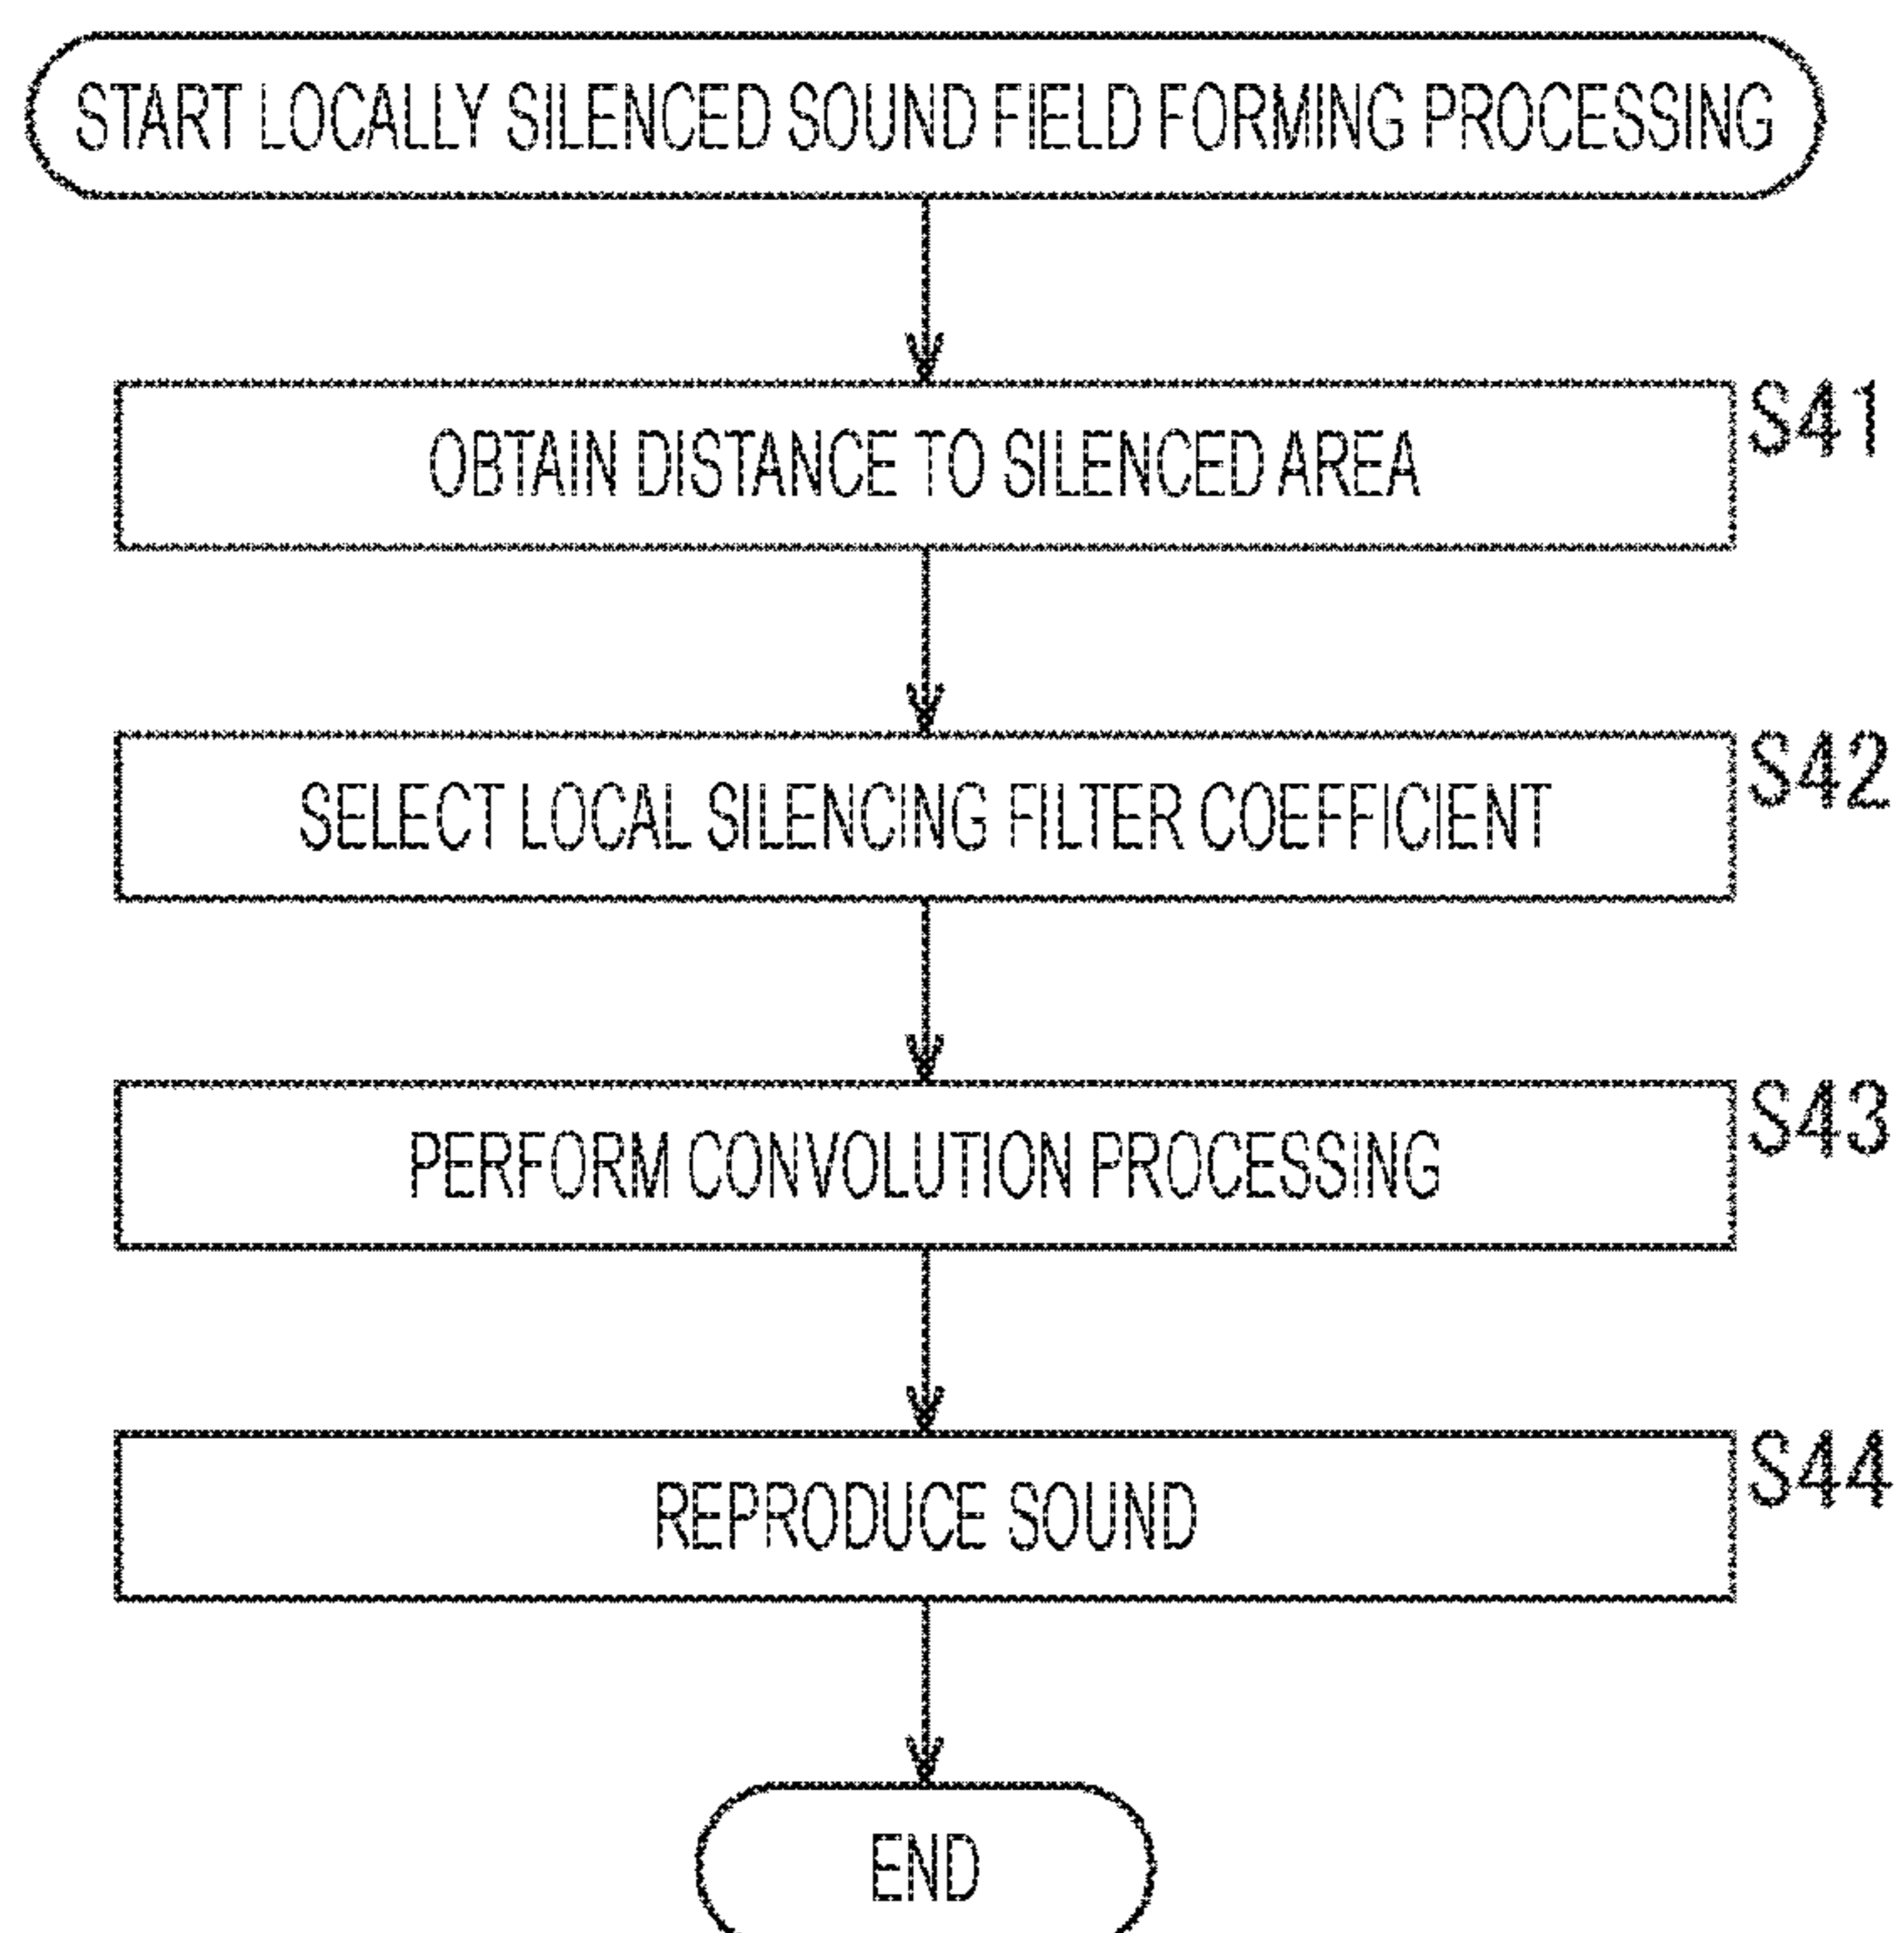 START LOCALLY SILENCED SOUND FIELD FORMING PROCESSING
OBTAIN DISTANCE TO SILENCED AREA
S41
SELECT LOCAL SILENCING FILTER COEFFICIENT
S42
PERFORM CONVOLUTION PROCESSING
S43
REPRODUCE SOUND
S44
END